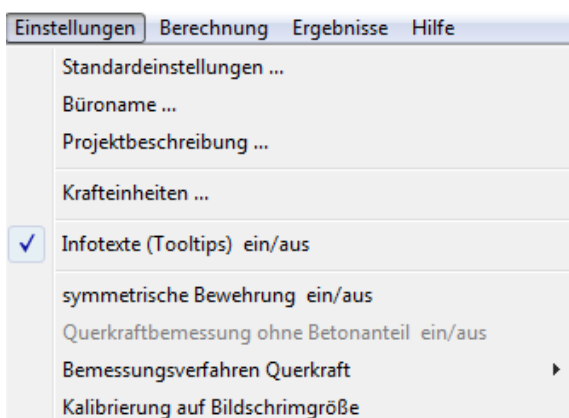 Einstellungen Berechnung Ergebnisse Hilfe
Standardeinstellungen ...
Büroname ...
Projektbeschreibung ...
Krafteinheiten ...
Infotexte (Tooltips) ein/aus
symmetrische Bewehrung ein/aus
Querkraftbemessung ohne Betonanteil ein/aus
Bemessungsverfahren Querkraft
Kalibrierung auf Bildschrimgröße